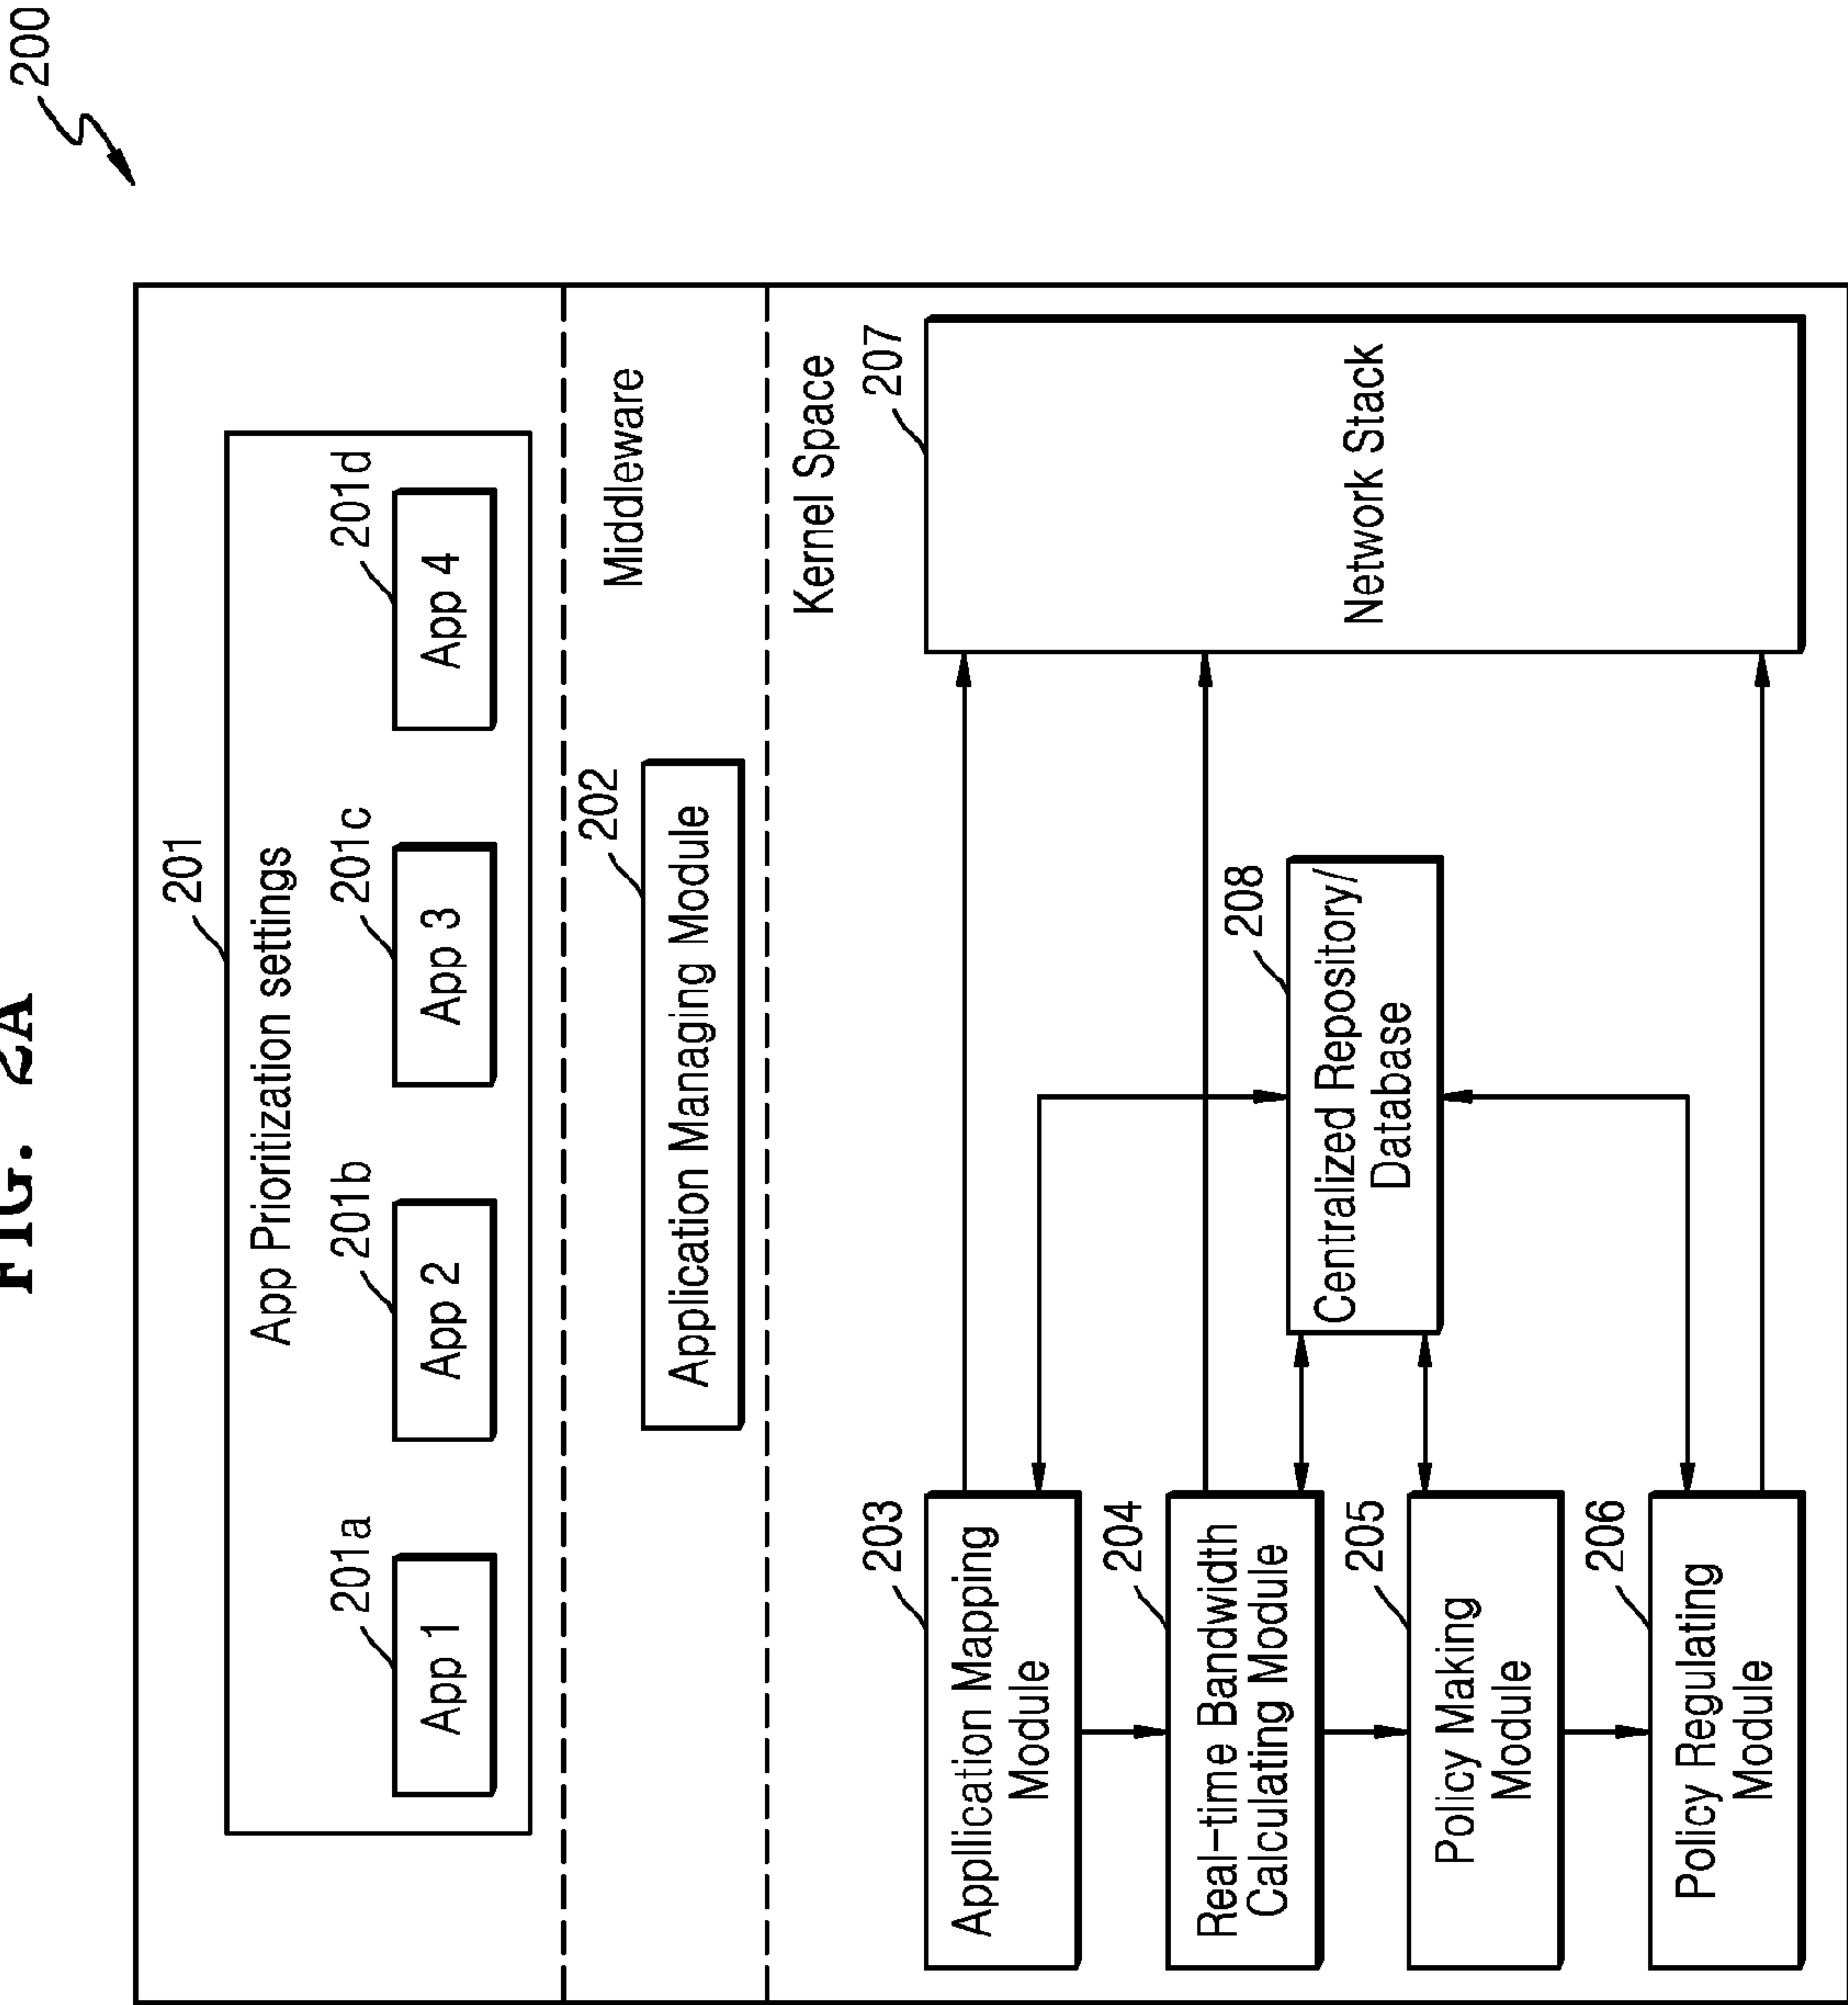 FIG. 2A
200
201
App Prioritization settings
201a
201b
201c
201d
App 1
App 2
App 3
App 4
Middleware
202
Application Managing Module
Kernel Space
203
Appllication Mapping
Module
204
Real-time Bandwidth
Calculating Module
205
Policy Making
Module
206
Policy Regulating
Module
208
Centralized Repository/
Database
207
Network Stack